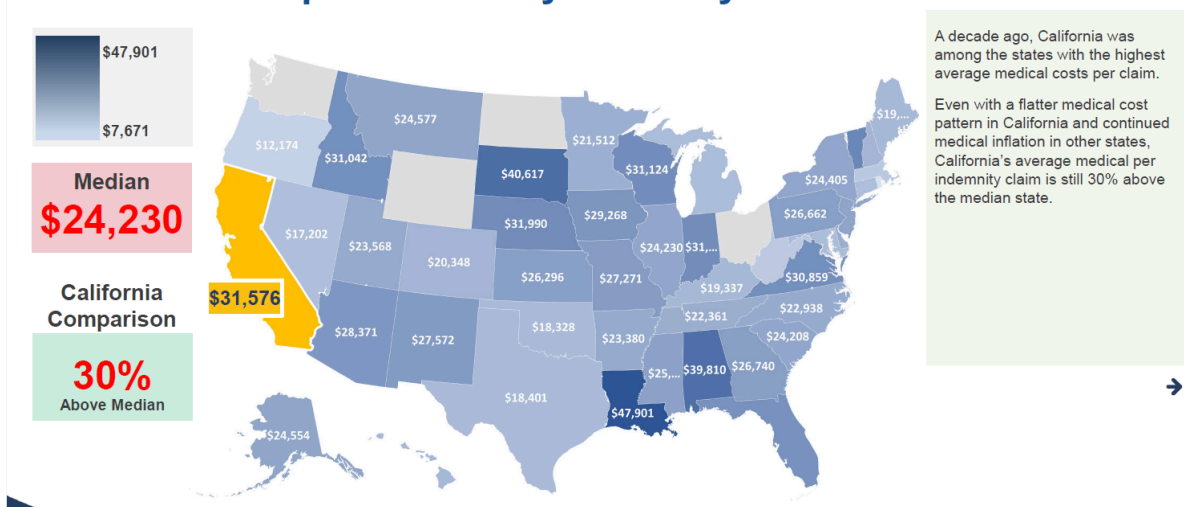 $47,901
$7,671
Median
$24,230
California
Comparison
$31,576
30%
Above Median
$24,577
$12,174
$31,042
$40,617
$21,512
$31,124
$19,...
$24,405
$26,662
$31,990
$29,268
$17,202
$23,568
$20,348
$24,230
$31,...
$26,296
$27,271
$30,859
$19,337
$28,371
$27,572
$18,328
$22,361
$22,938
$23,380
$24,208
$18,401
$25,...
$39,810
$26,740
$47,901
$24,554
A decade ago, California was
among the states with the highest
average medical costs per claim.
Even with a flatter medical cost
pattern in California and continued
medical inflation in other states,
California's average medical per
indemnity claim is still 30% above
the median state.